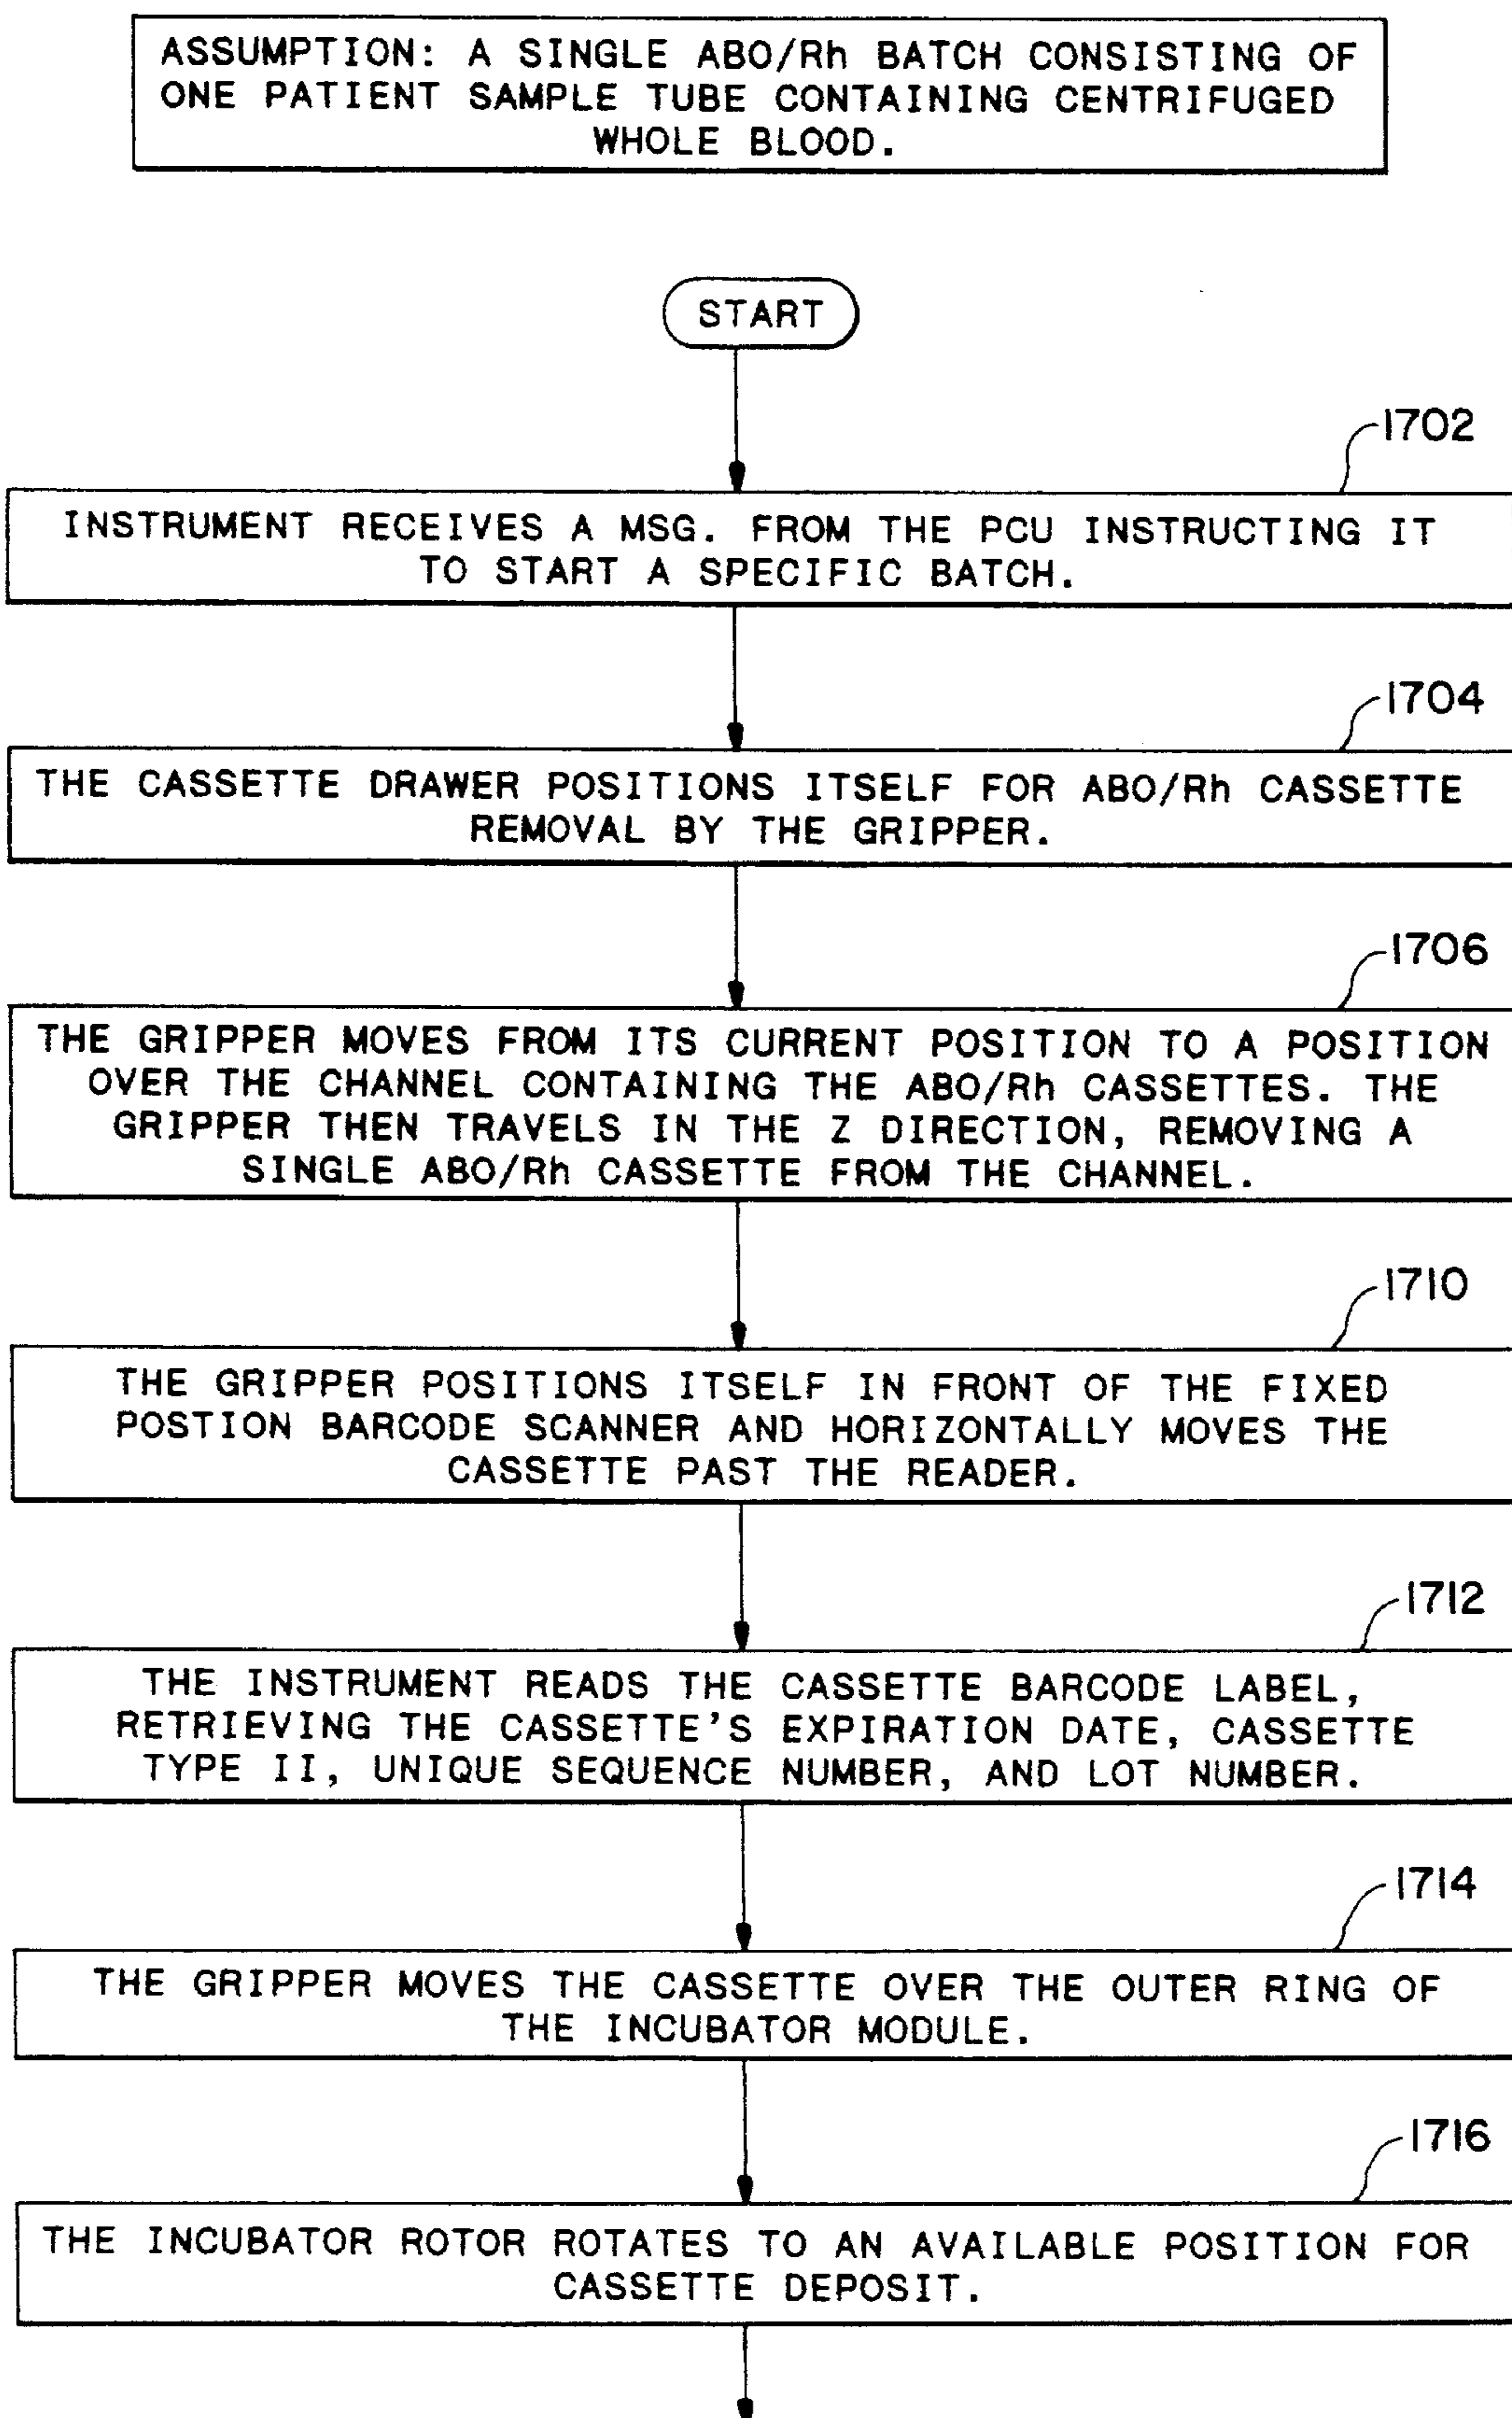 ASSUMPTION: A SINGLE ABO/Rh BATCH CONSISTING OF
ONE PATIENT SAMPLE TUBE CONTAINING CENTRIFUGED
WHOLE BLOOD.
START
1702
INSTRUMENT RECEIVES A MSG. FROM THE PCU INSTRUCTING IT
TO START A SPECIFIC BATCH.
1704
THE CASSETTE DRAWER POSITIONS ITSELF FOR ABO/Rh CASSETTE
REMOVAL BY THE GRIPPER.
1706
THE GRIPPER MOVES FROM ITS CURRENT POSITION TO A POSITION
OVER THE CHANNEL CONTAINING THE ABO/Rh CASSETTES. THE
GRIPPER THEN TRAVELS IN THE Z DIRECTION, REMOVING A
SINGLE ABO/Rh CASSETTE FROM THE CHANNEL.
1710
THE GRIPPER POSITIONS ITSELF IN FRONT OF THE FIXED
POSTION BARCODE SCANNER AND HORIZONTALLY MOVES THE
CASSETTE PAST THE READER.
1712
THE INSTRUMENT READS THE CASSETTE BARCODE LABEL,
RETRIEVING THE CASSETTE'S EXPIRATION DATE, CASSETTE
TYPE II, UNIQUE SEQUENCE NUMBER, AND LOT NUMBER.
1714
THE GRIPPER MOVES THE CASSETTE OVER THE OUTER RING OF
THE INCUBATOR MODULE.
1716
THE INCUBATOR ROTOR ROTATES TO AN AVAILABLE POSITION FOR
CASSETTE DEPOSIT.